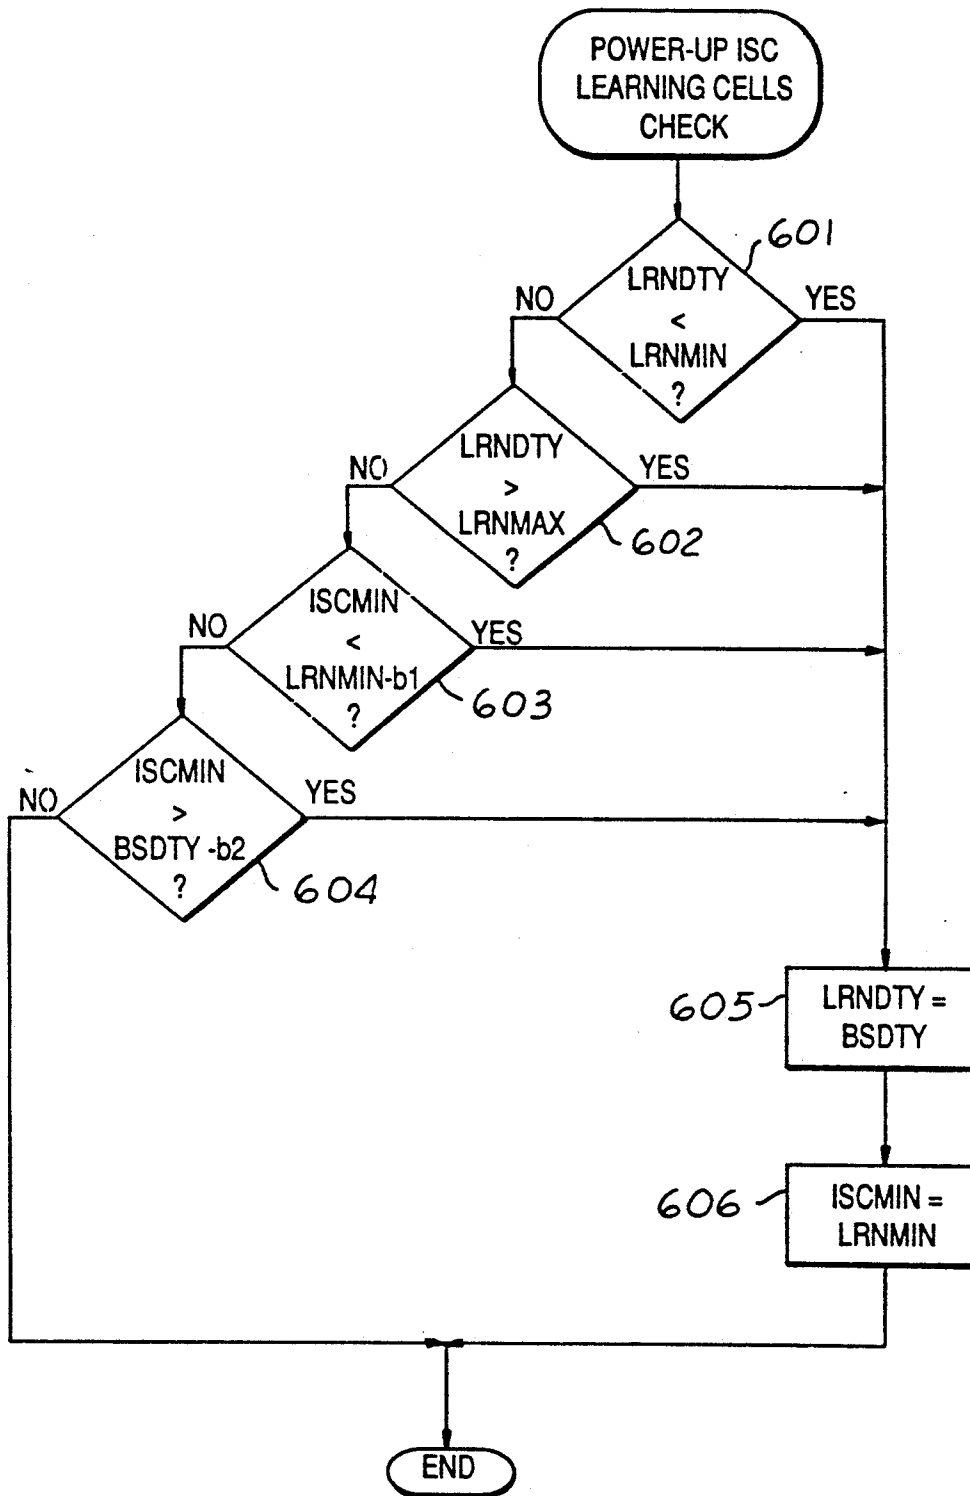 POWER-UP ISC
LEARNING CELLS
CHECK
601
LRNDTY
<
LRNMIN
?
NO
YES
LRNDTY
>
LRNMAX
?
NO
YES
602
ISCMIN
<
LRNMIN-b1
?
NO
YES
603
ISCMIN
>
BSDTY -b2
?
NO
YES
604
605
LRNDTY =
BSDTY
606
ISCMIN =
LRNMIN
END